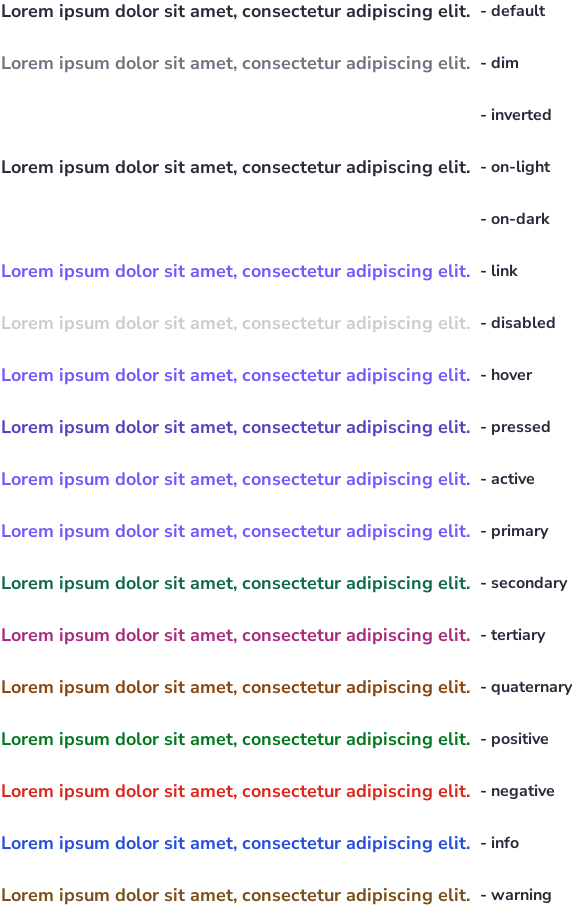 Lorem ipsum dolor sit amet, consectetur adipiscing elit. - default
Lorem ipsum dolor sit amet, consectetur adipiscing elit. - dim
- inverted
Lorem ipsum dolor sit amet, consectetur adipiscing elit. - on-light
- on-dark
Lorem ipsum dolor sit amet, consectetur adipiscing elit. - link
Lorem ipsum dolor sit amet, consectetur adipiscing elit. - disabled
Lorem ipsum dolor sit amet, consectetur adipiscing elit. - hover
Lorem ipsum dolor sit amet, consectetur adipiscing elit. - pressed
Lorem ipsum dolor sit amet, consectetur adipiscing elit. - active
Lorem ipsum dolor sit amet, consectetur adipiscing elit. - primary
Lorem ipsum dolor sit amet, consectetur adipiscing elit. - secondary
Lorem ipsum dolor sit amet, consectetur adipiscing elit. - tertiary
Lorem ipsum dolor sit amet, consectetur adipiscing elit. - quaternary
Lorem ipsum dolor sit amet, consectetur adipiscing elit. - positive
Lorem ipsum dolor sit amet, consectetur adipiscing elit. - negative
Lorem ipsum dolor sit amet, consectetur adipiscing elit. - info
Lorem ipsum dolor sit amet, consectetur adipiscing elit. - warning